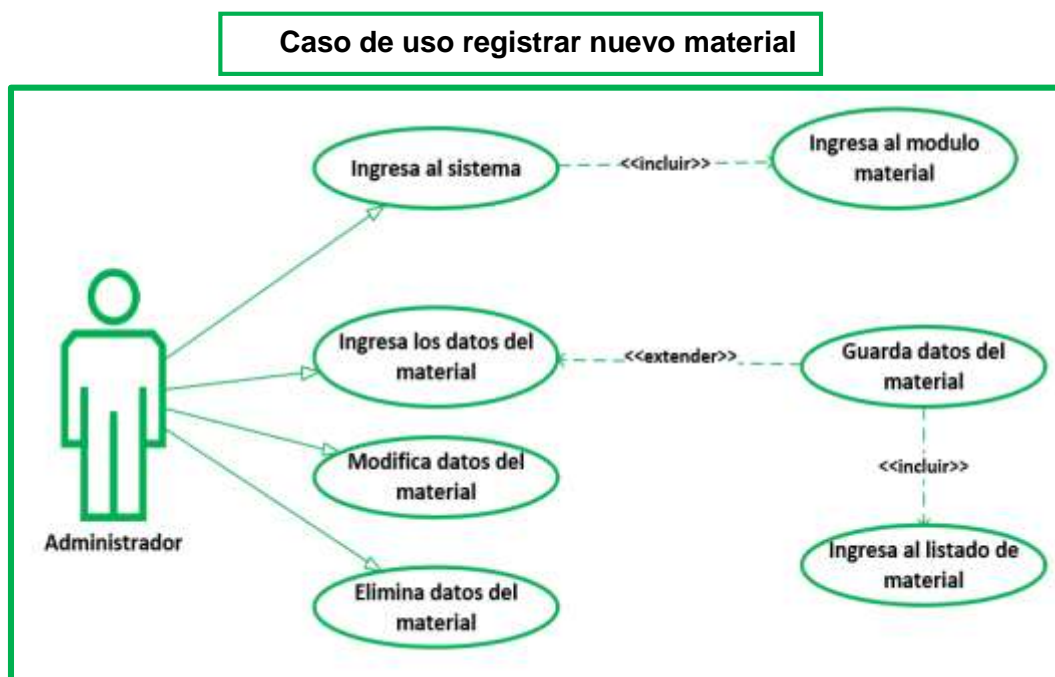 Caso de uso registrar nuevo material
Ingresa al sistema
<<incluir>>
Ingresa al modulo
material
Ingresa los datos del
material
<<extender>>
Guarda datos del
material
Modifica datos del
material
<<incluir>>
Administrador
Ingresa al listado de
material
Elimina datos del
material